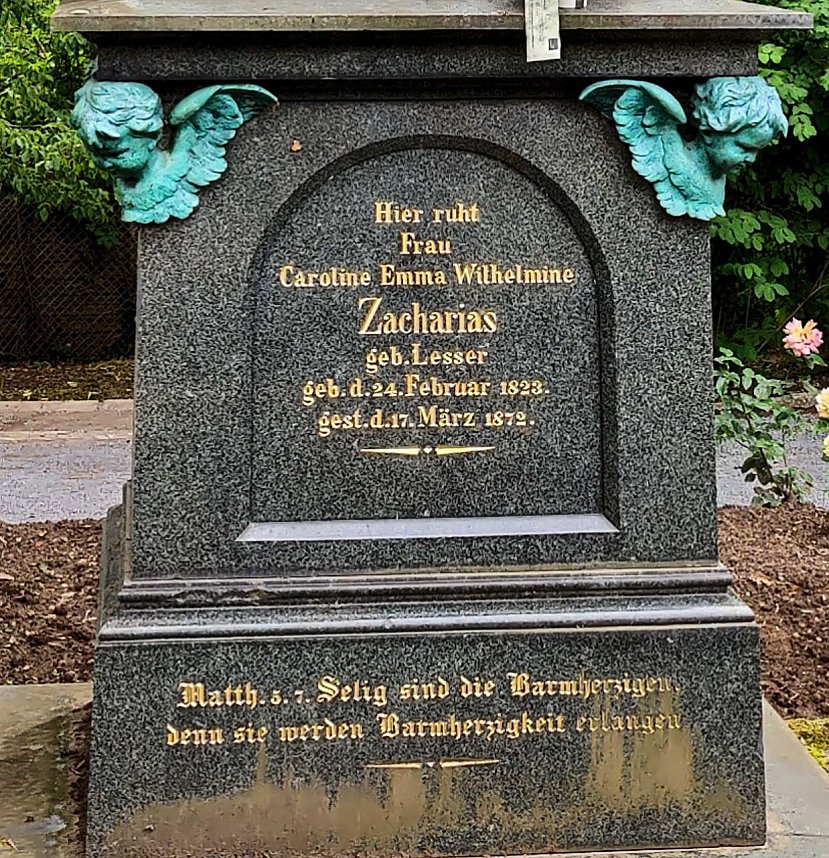 Hier ruht
Frau
Caroline Emma Wilhelmine
Zacharias
geb. Lesser
geb. d. 24. Februar 1823.
gest. d. 17. März 1872.
Matth. 5. 7. Selig sind die Barmherzigen,
denn sie werden Barmherzigkeit erlangen